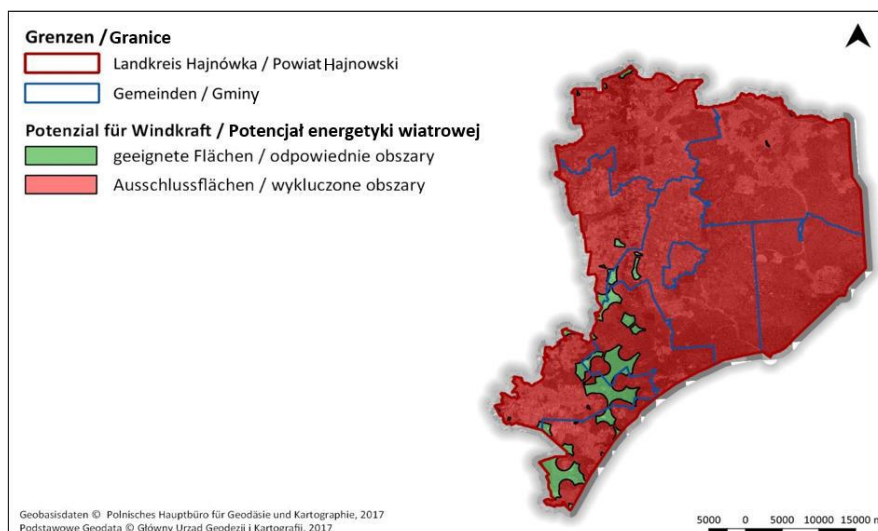 Grenzen / Granice
Landkreis Hajnówka / Powiat Hajnowski
Gemeinden / Gminy
Potenzial für Windkraft / Potencjał energetyki wiatrowej
geeignete Flächen / odpowiednie obszary
Ausschlussflächen / wykluczone obszary
Geobasisdaten © Polnisches Hauptbüro für Geodäsie und Kartographie, 2017
Podstawowe Geodata © Główny Urząd Geodezji i Kartografii, 2017
5000 0 5000 10000 15000 m